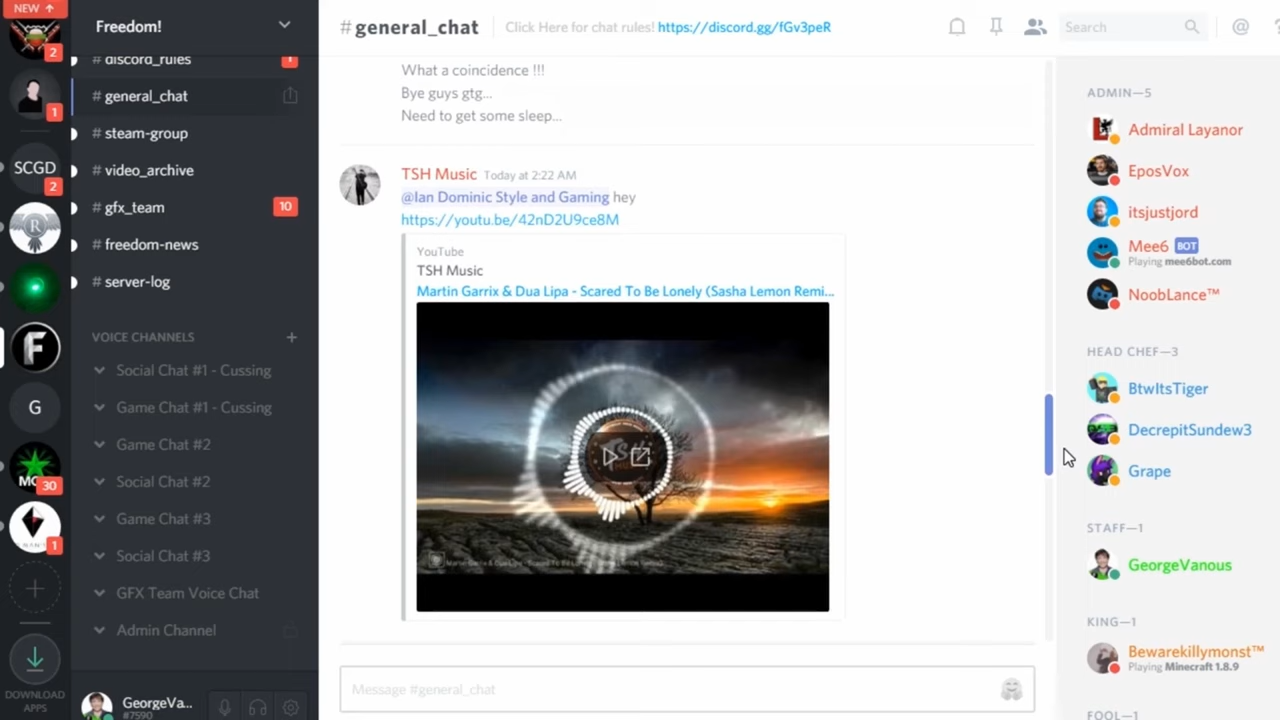 NEW ↑
2
1
SCGD
2
R
F
G
MC
30
1
DOWNLOAD
APPS
Freedom!
# discord_rules
1
# general_chat
# steam-group
# video_archive
# gfx_team
10
# freedom-news
# server-log
VOICE CHANNELS
Social Chat #1 - Cussing
Game Chat #1 - Cussing
Game Chat #2
Social Chat #2
Game Chat #3
Social Chat #3
GFX Team Voice Chat
Admin Channel
GeorgeVa...
#7590
#general_chat
Click Here for chat rules! https://discord.gg/fGv3peR
Search
@
?
What a coincidence !!!
Bye guys gtg...
Need to get some sleep...
TSH Music Today at 2:22 AM
@Ian Dominic Style and Gaming hey
https://youtu.be/42nD2U9ce8M
YouTube
TSH Music
Martin Garrix & Dua Lipa - Scared To Be Lonely (Sasha Lemon Remi...
Message #general_chat
ADMIN—5
Admiral Layanor
EposVox
itsjustjord
Mee6 BOT
Playing mee6bot.com
NoobLance™
HEAD CHEF—3
BtwItsTiger
DecrepitSundew3
Grape
STAFF—1
GeorgeVanous
KING—1
Bewarekillymonst™
Playing Minecraft 1.8.9
FOOL—1